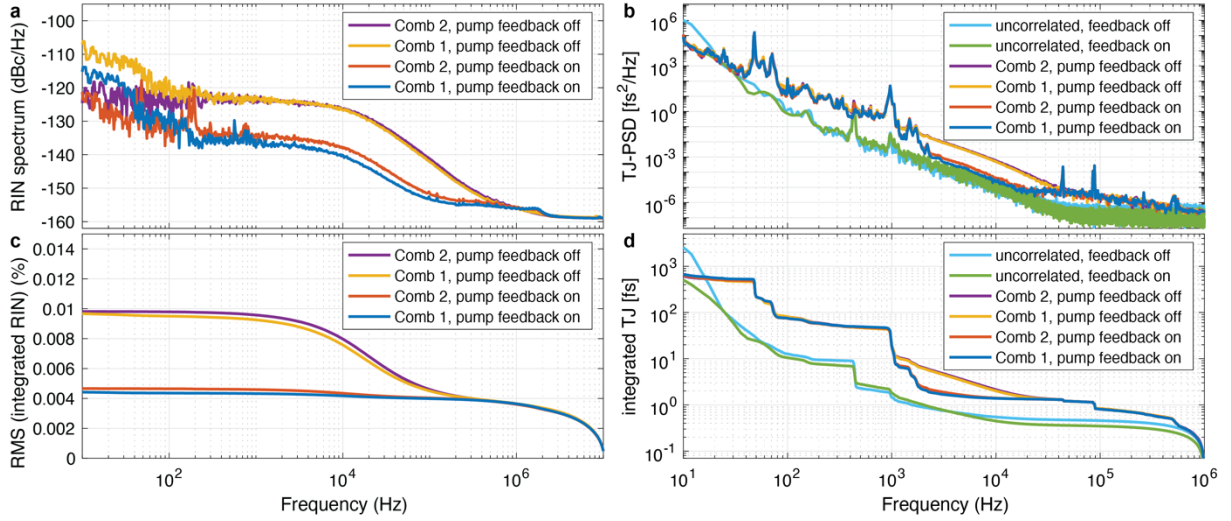 a
RIN spectrum (dBc/Hz)
-100
-110
-120
-130
-140
-150
-160
Comb 2, pump feedback off
Comb 1, pump feedback off
Comb 2, pump feedback on
Comb 1, pump feedback on
b
TJ-PSD [fs²/Hz]
10⁶
10³
10⁰
10⁻³
10⁻⁶
uncorrelated, feedback off
uncorrelated, feedback on
Comb 2, pump feedback off
Comb 1, pump feedback off
Comb 2, pump feedback on
Comb 1, pump feedback on
c
RMS (integrated RIN) (%)
0.014
0.012
0.01
0.008
0.006
0.004
0.002
0
Comb 2, pump feedback off
Comb 1, pump feedback off
Comb 2, pump feedback on
Comb 1, pump feedback on
10² 10⁴ 10⁶
Frequency (Hz)
d
integrated TJ [fs]
10³
10²
10¹
10⁰
10⁻¹
uncorrelated, feedback off
uncorrelated, feedback on
Comb 2, pump feedback off
Comb 1, pump feedback off
Comb 2, pump feedback on
Comb 1, pump feedback on
10¹ 10² 10³ 10⁴ 10⁵ 10⁶
Frequency (Hz)